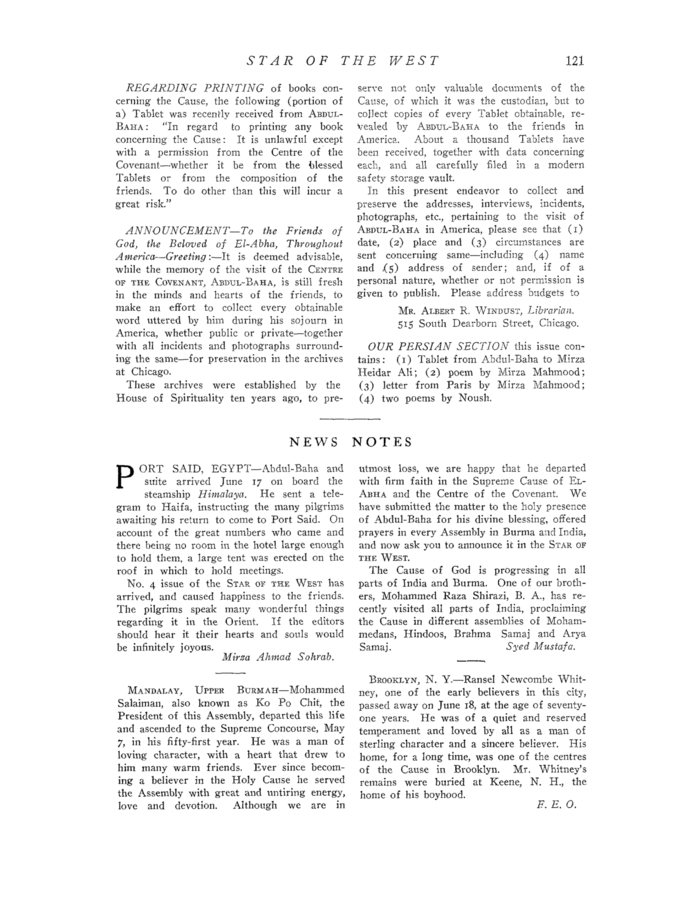 STAR OF THE WEST 121
REGARDING PRINTING of books con-
cerning the Cause, the following (portion of
a) Tablet was recently received from ABDUL-
BAHA: "In regard to printing any book
concerning the Cause: It is unlawful except
with a permission from the Centre of the
Covenant—whether it be from the blessed
Tablets or from the composition of the
friends. To do other than this will incur a
great risk."
ANNOUNCEMENT—To the Friends of
God, the Beloved of El-Abha, Throughout
America—Greeting:—It is deemed advisable,
while the memory of the visit of the CENTRE
OF THE COVENANT, ABDUL-BAHA, is still fresh
in the minds and hearts of the friends, to
make an effort to collect every obtainable
word uttered by him during his sojourn in
America, whether public or private—together
with all incidents and photographs surround-
ing the same—for preservation in the archives
at Chicago.
These archives were established by the
House of Spirituality ten years ago, to pre-
serve not only valuable documents of the
Cause, of which it was the custodian, but to
collect copies of every Tablet obtainable, re-
vealed by ABDUL-BAHA to the friends in
America. About a thousand Tablets have
been received, together with data concerning
each, and all carefully filed in a modern
safety storage vault.
In this present endeavor to collect and
preserve the addresses, interviews, incidents,
photographs, etc., pertaining to the visit of
ABDUL-BAHA in America, please see that (1)
date, (2) place and (3) circumstances are
sent concerning same—including (4) name
and (5) address of sender; and, if of a
personal nature, whether or not permission is
given to publish. Please address budgets to
MR. ALBERT R. WINDUST, Librarian.
515 South Dearborn Street, Chicago.
OUR PERSIAN SECTION this issue con-
tains: (1) Tablet from Abdul-Baha to Mirza
Heidar Ali; (2) poem by Mirza Mahmood;
(3) letter from Paris by Mirza Mahmood;
(4) two poems by Noush.
NEWS NOTES
PORT SAID, EGYPT—Abdul-Baha and
suite arrived June 17 on board the
steamship Himalaya. He sent a tele-
gram to Haifa, instructing the many pilgrims
awaiting his return to come to Port Said. On
account of the great numbers who came and
there being no room in the hotel large enough
to hold them, a large tent was erected on the
roof in which to hold meetings.
No. 4 issue of the STAR OF THE WEST has
arrived, and caused happiness to the friends.
The pilgrims speak many wonderful things
regarding it in the Orient. If the editors
should hear it their hearts and souls would
be infinitely joyous.
Mirza Ahmad Sohrab.
MANDALAY, UPPER BURMAH—Mohammed
Salaiman, also known as Ko Po Chit, the
President of this Assembly, departed this life
and ascended to the Supreme Concourse, May
7, in his fifty-first year. He was a man of
loving character, with a heart that drew to
him many warm friends. Ever since becom-
ing a believer in the Holy Cause he served
the Assembly with great and untiring energy,
love and devotion. Although we are in
utmost loss, we are happy that he departed
with firm faith in the Supreme Cause of EL-
ABHA and the Centre of the Covenant. We
have submitted the matter to the holy presence
of Abdul-Baha for his divine blessing, offered
prayers in every Assembly in Burma and India,
and now ask you to announce it in the STAR OF
THE WEST.
The Cause of God is progressing in all
parts of India and Burma. One of our broth-
ers, Mohammed Raza Shirazi, B. A., has re-
cently visited all parts of India, proclaiming
the Cause in different assemblies of Moham-
medans, Hindoos, Brahma Samaj and Arya
Samaj. Syed Mustafa.
BROOKLYN, N. Y.—Ransel Newcombe Whit-
ney, one of the early believers in this city,
passed away on June 18, at the age of seventy-
one years. He was of a quiet and reserved
temperament and loved by all as a man of
sterling character and a sincere believer. His
home, for a long time, was one of the centres
of the Cause in Brooklyn. Mr. Whitney's
remains were buried at Keene, N. H., the
home of his boyhood.
F. E. O.